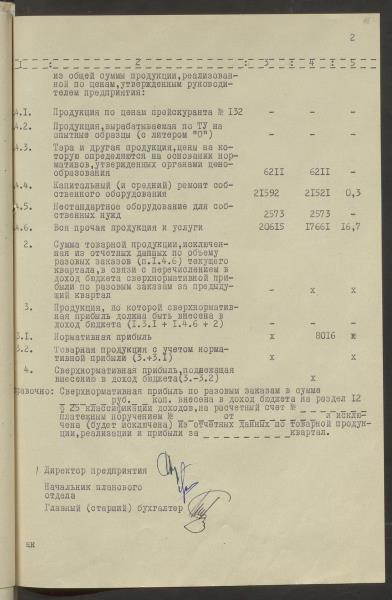 2
1 : 2 : 3 : 4 : 5
из общей суммы продукции,реализован-
ной по ценам,утвержденным руководи-
телем предприятия:
4.1. Продукция по ценам прейскуранта № 132 - - -
4.2. Продукция,вырабатываемая по ТУ на
опытные образцы (с литером "О") - - -
4.3. Тара и другая продукция,цены на ко-
торую определяются на основании нор-
мативов,утвержденных органами цено-
образования 6211 6211 -
4.4. Капитальный (и средний) ремонт соб-
ственного оборудования 21592 21521 0,3
4.5. Нестандартное оборудование для соб-
ственных нужд 2573 2573 -
4.6. Вся прочая продукция и услуги 20615 17661 16,7
2. Сумма товарной продукции,исключен-
ная из отчетных данных по объему
разовых заказов (п.1.4.6) текущего
квартала,в связи с перечислением в
доход бюджета сверхнормативной при-
были по разовым заказам за предыду-
щий квартал - х х
3. Продукция, по которой сверхнорматив-
ная прибыль должна быть внесена в
доход бюджета (1.3.1 + 1.4.6 + 2) - - -
3.1. Нормативная прибыль х 8016 х
3.2. Товарная продукция с учетом норма-
тивной прибыли (3.+3.1) х х
4. Сверхнормативная прибыль,подлежащая
внесению в доход бюджета(3.-3.2) х
равочно: Сверхнормативная прибыль по разовым заказам в сумме
руб. коп. внесена в доход бюджета на раздел 12
§ 25 классификации доходов,на расчетный счет №
платежным поручением № от и исклю-
чена (будет исключена) из отчетных данных по товарной продук-
ции,реализации и прибыли за квартал.
Директор предприятия
Начальник планового
отдела
Главный (старший) бухгалтер